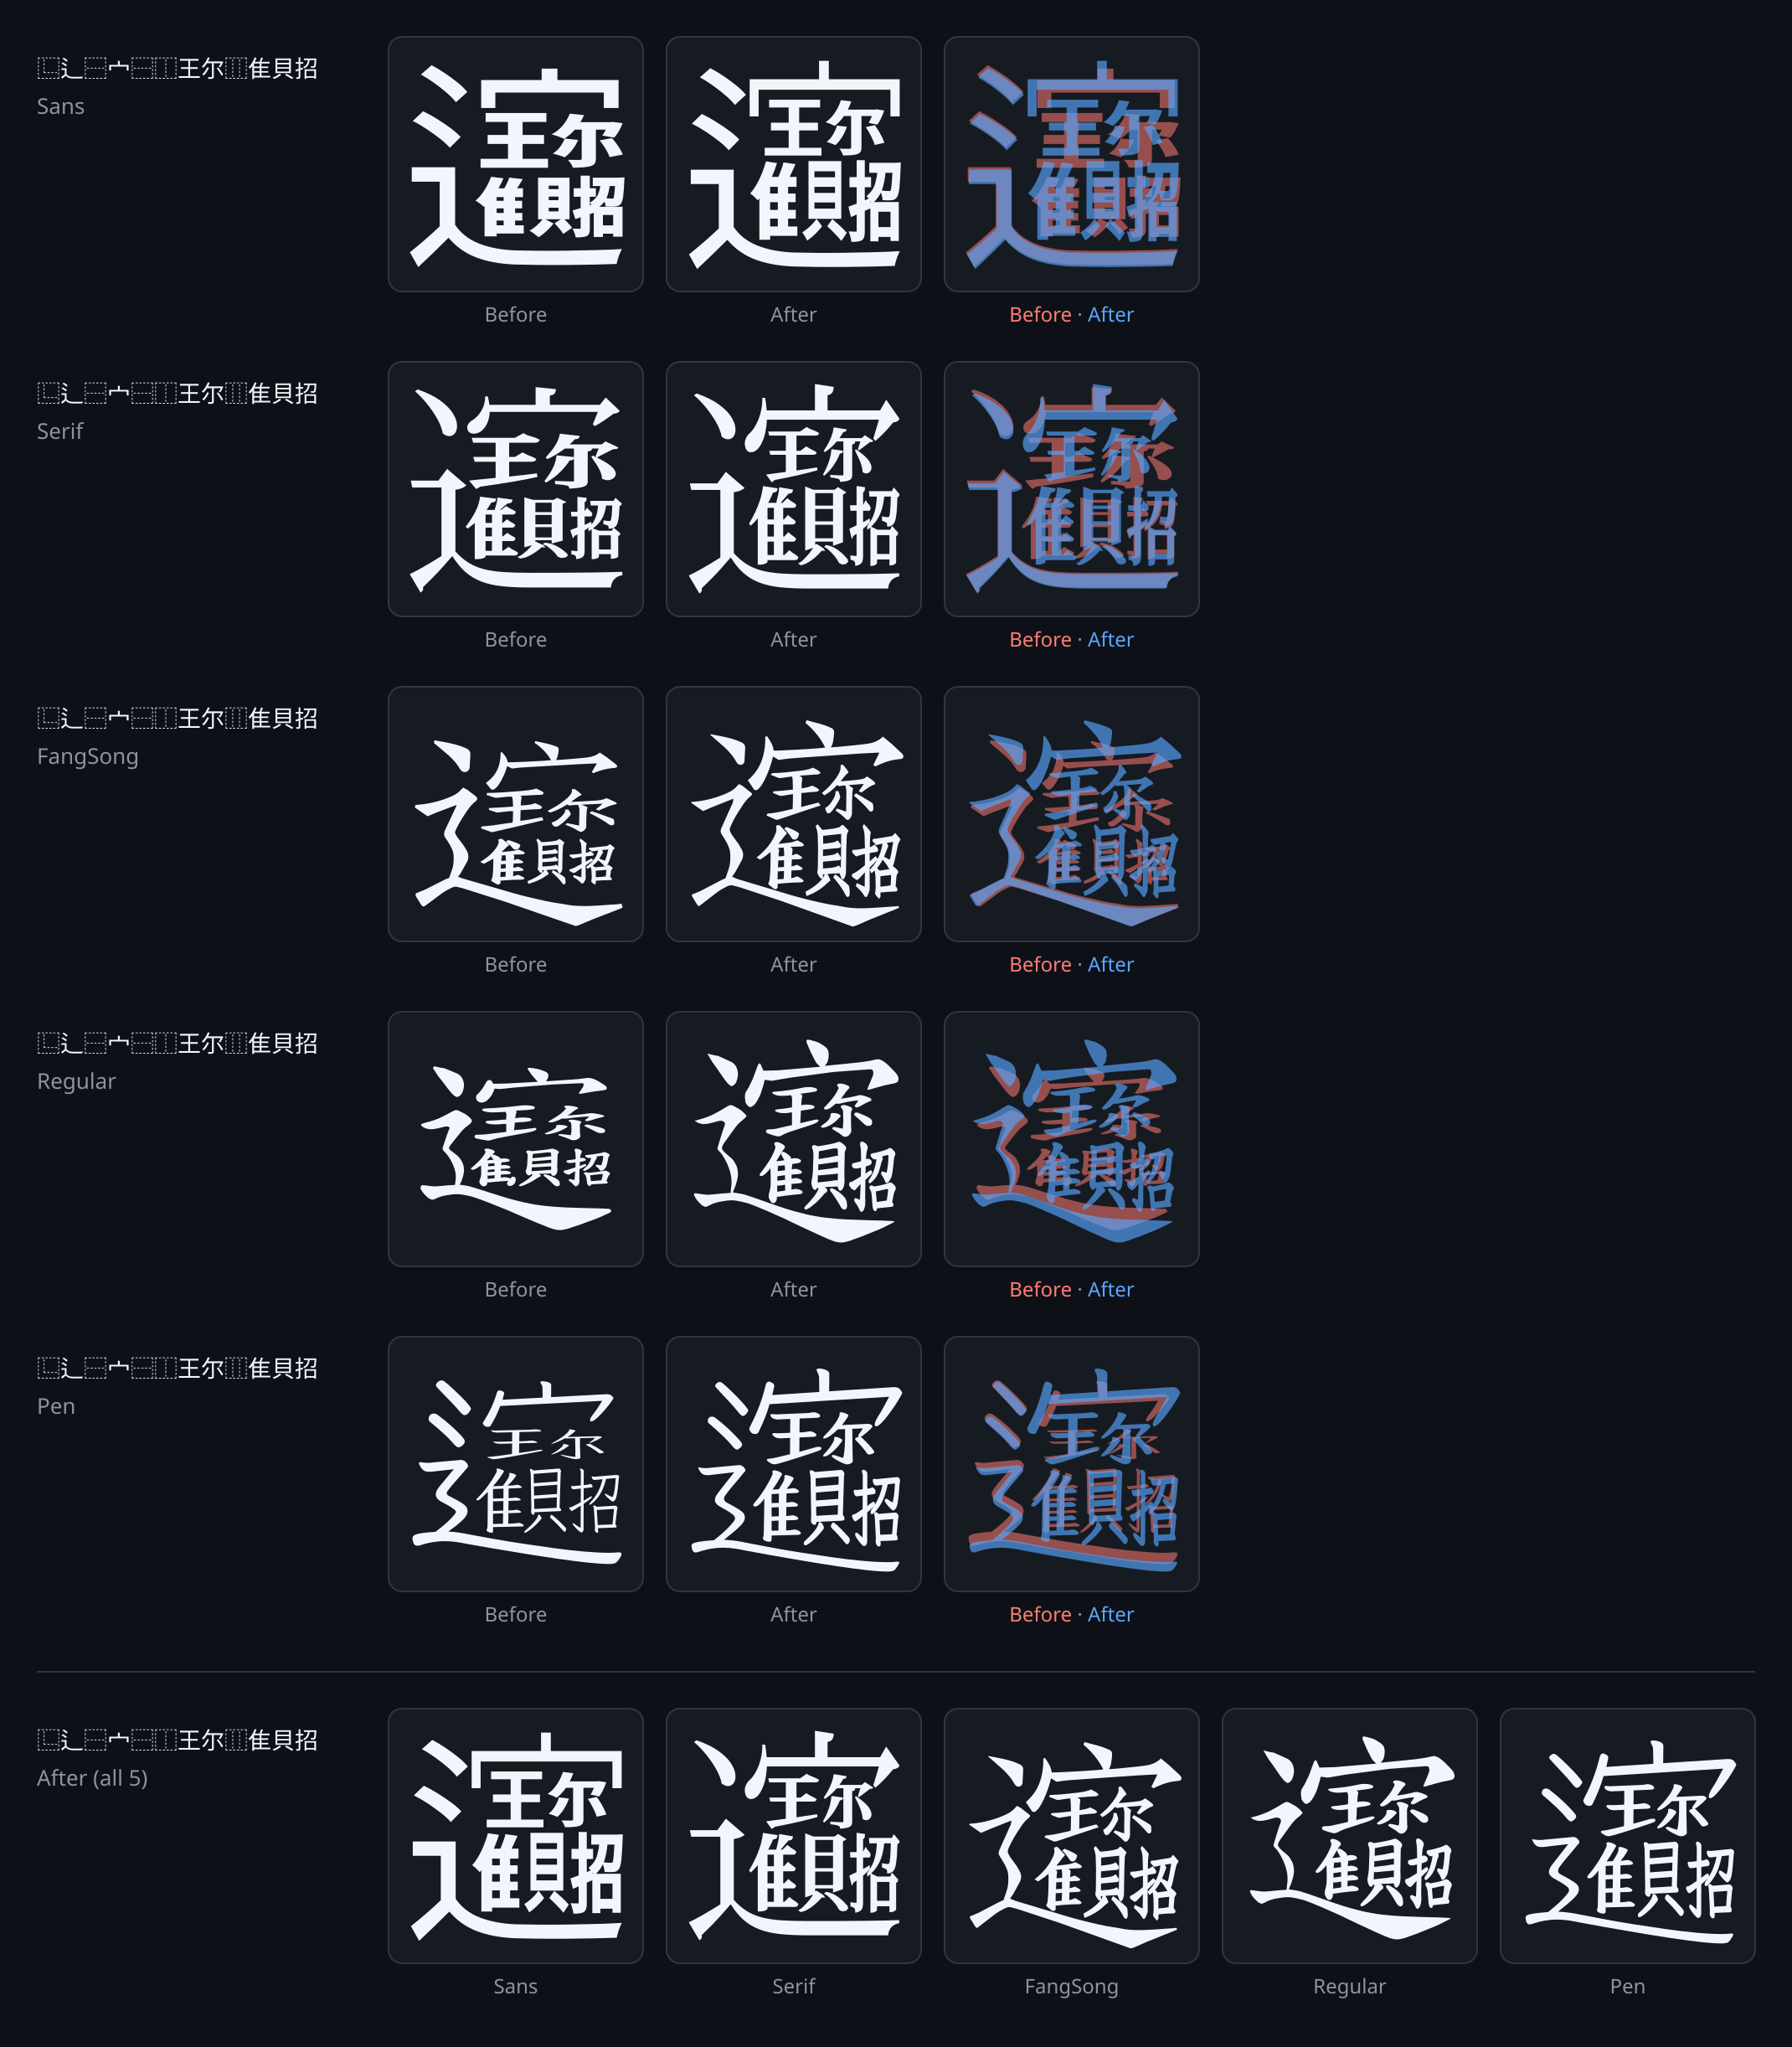 ⿺辶⿱宀⿱⿰王尔⿲隹貝招
Sans
Before
After
Before · After
⿺辶⿱宀⿱⿰王尔⿲隹貝招
Serif
Before
After
Before · After
⿺辶⿱宀⿱⿰王尔⿲隹貝招
FangSong
Before
After
Before · After
⿺辶⿱宀⿱⿰王尔⿲隹貝招
Regular
Before
After
Before · After
⿺辶⿱宀⿱⿰王尔⿲隹貝招
Pen
Before
After
Before · After
⿺辶⿱宀⿱⿰王尔⿲隹貝招
After (all 5)
Sans
Serif
FangSong
Regular
Pen